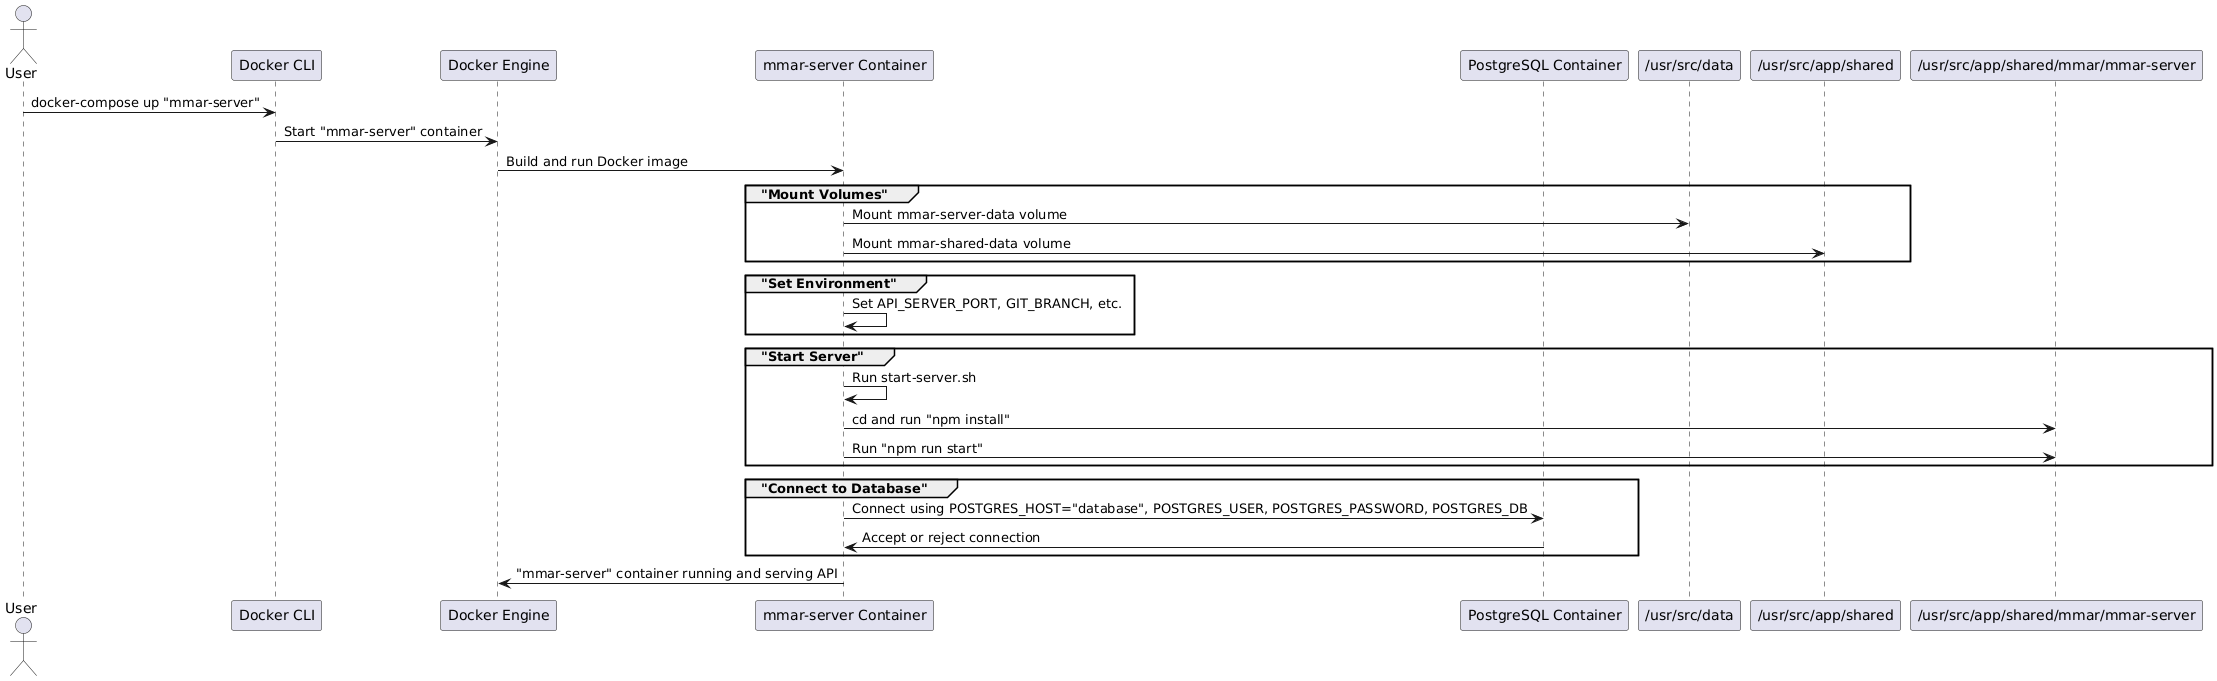 User
Docker CLI
Docker Engine
mmar-server Container
PostgreSQL Container
/usr/src/data
/usr/src/app/shared
/usr/src/app/shared/mmar/mmar-server
docker-compose up "mmar-server"
Start "mmar-server" container
Build and run Docker image
"Mount Volumes"
Mount mmar-server-data volume
Mount mmar-shared-data volume
"Set Environment"
Set API_SERVER_PORT, GIT_BRANCH, etc.
"Start Server"
Run start-server.sh
cd and run "npm install"
Run "npm run start"
"Connect to Database"
Connect using POSTGRES_HOST="database", POSTGRES_USER, POSTGRES_PASSWORD, POSTGRES_DB
Accept or reject connection
"mmar-server" container running and serving API
User
Docker CLI
Docker Engine
mmar-server Container
PostgreSQL Container
/usr/src/data
/usr/src/app/shared
/usr/src/app/shared/mmar/mmar-server